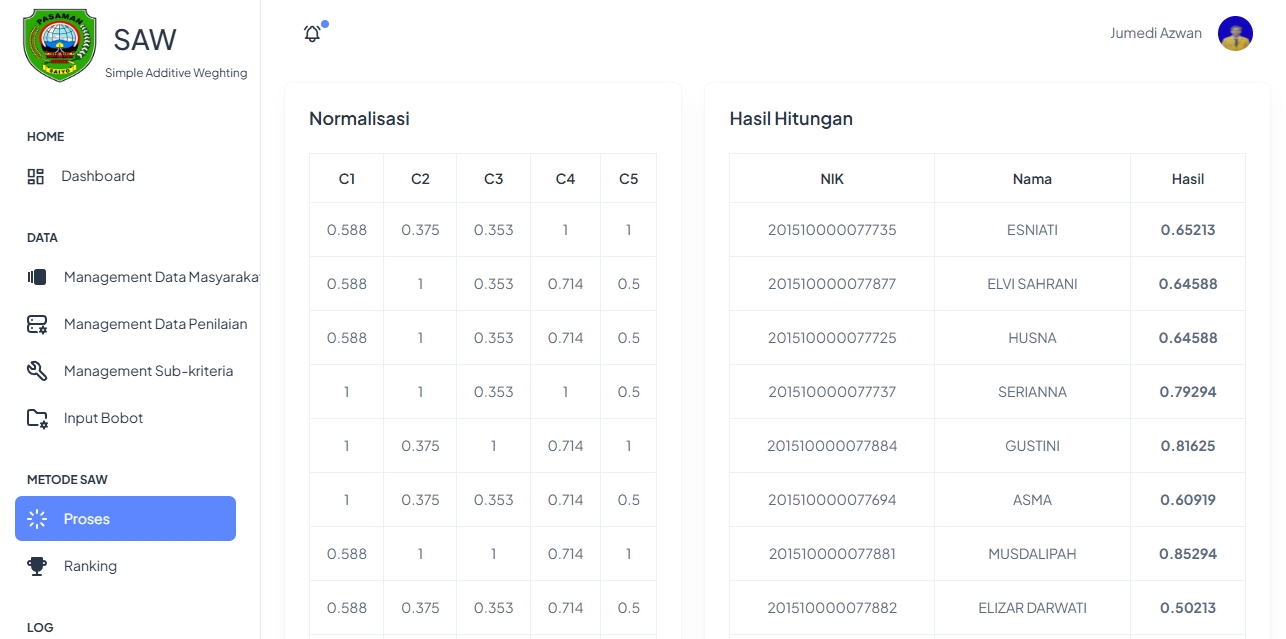 PASAMAN
SAIYO
SAW
Simple Additive Weghting
HOME
Dashboard
DATA
Management Data Masyaraka
Management Data Penilaian
Management Sub-kriteria
Input Bobot
METODE SAW
Proses
Ranking
LOG
Jumedi Azwan
Normalisasi
C1 C2 C3 C4 C5
0.588 0.375 0.353 1 1
0.588 1 0.353 0.714 0.5
0.588 1 0.353 0.714 0.5
1 1 0.353 1 0.5
1 0.375 1 0.714 1
1 0.375 0.353 0.714 0.5
0.588 1 1 0.714 1
0.588 0.375 0.353 0.714 0.5
Hasil Hitungan
NIK Nama Hasil
201510000077735 ESNIATI 0.65213
201510000077877 ELVI SAHRANI 0.64588
201510000077725 HUSNA 0.64588
201510000077737 SERIANNA 0.79294
201510000077884 GUSTINI 0.81625
201510000077694 ASMA 0.60919
201510000077881 MUSDALIPAH 0.85294
201510000077882 ELIZAR DARWATI 0.50213